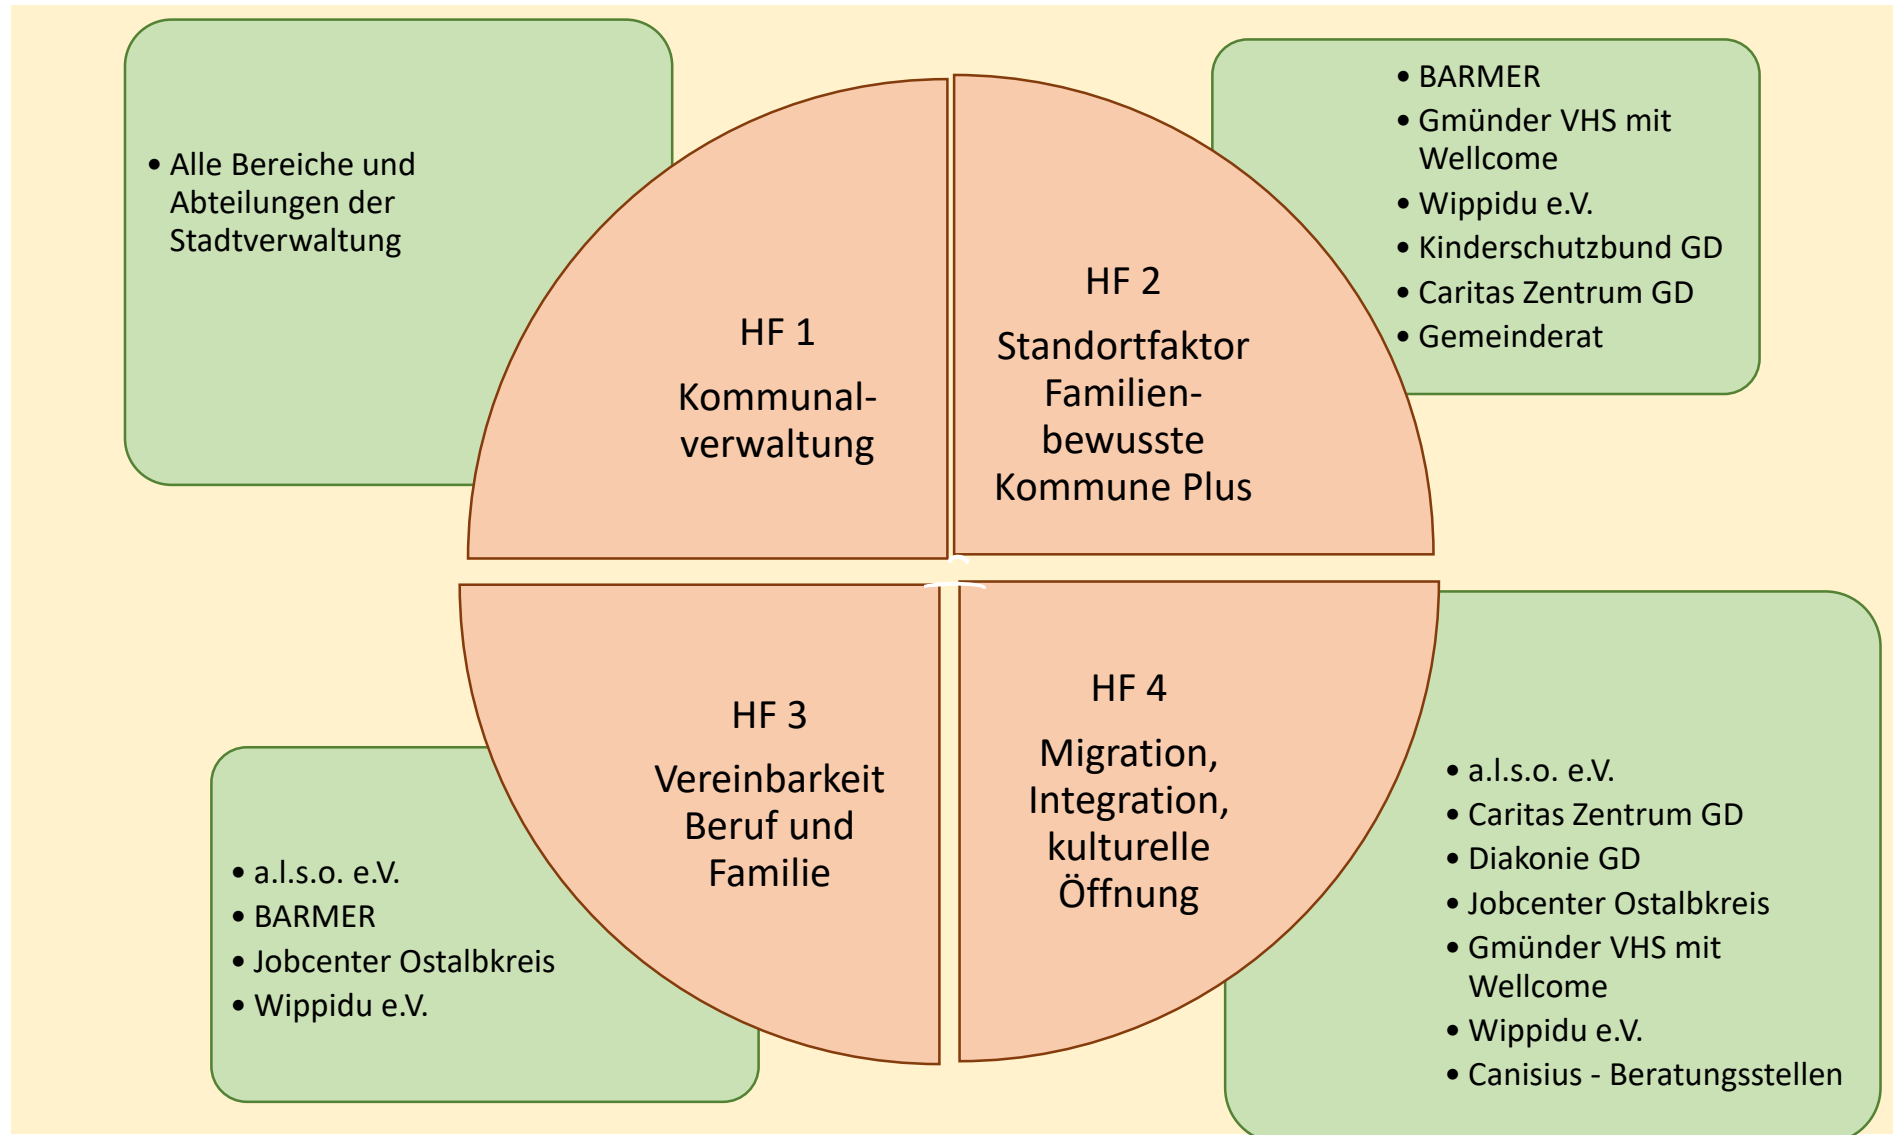 • Alle Bereiche und
Abteilungen der
Stadtverwaltung
HF 1
Kommunal-
verwaltung
HF 2
Standortfaktor
Familien-
bewusste
Kommune Plus
• BARMER
• Gmünder VHS mit
Wellcome
• Wippidu e.V.
• Kinderschutzbund GD
• Caritas Zentrum GD
• Gemeinderat
HF 3
Vereinbarkeit
Beruf und
Familie
• a.l.s.o. e.V.
• BARMER
• Jobcenter Ostalbkreis
• Wippidu e.V.
HF 4
Migration,
Integration,
kulturelle
Öffnung
• a.l.s.o. e.V.
• Caritas Zentrum GD
• Diakonie GD
• Jobcenter Ostalbkreis
• Gmünder VHS mit
Wellcome
• Wippidu e.V.
• Canisius - Beratungsstellen